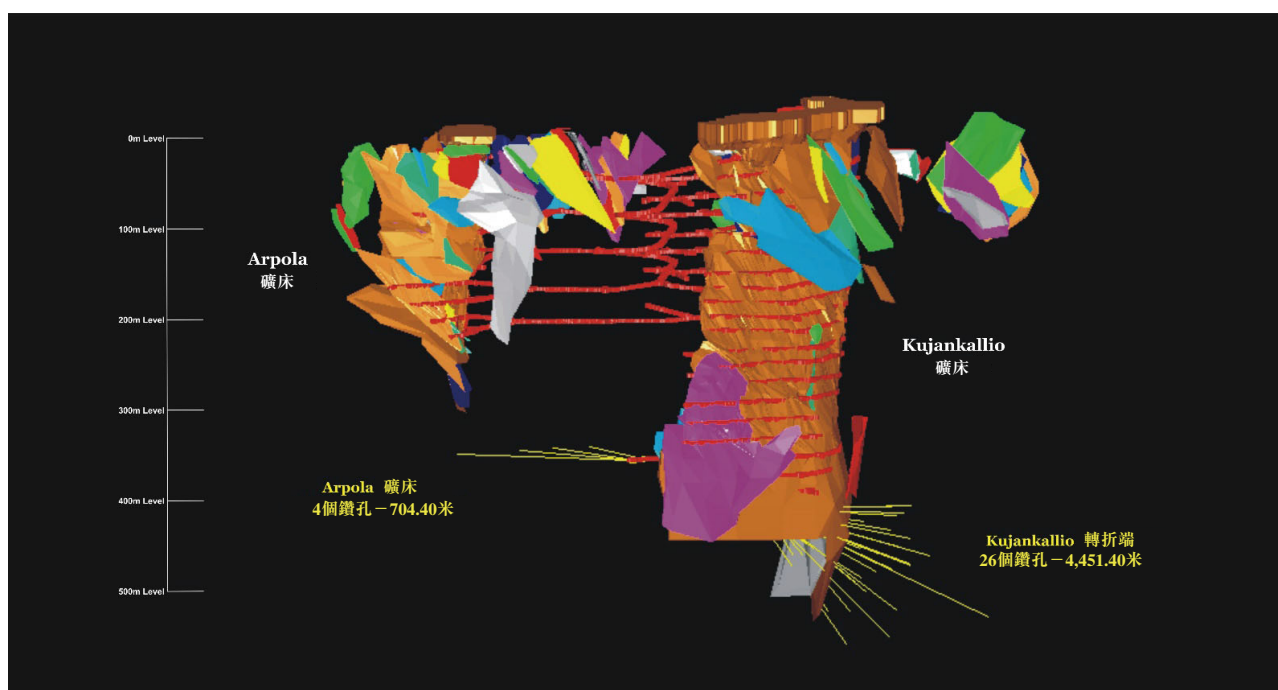 0m Level
100m Level
Arpola
礦床
200m Level
Kujankallio
礦床
300m Level
Arpola 礦床
4個鑽孔－704.40米
400m Level
Kujankallio 轉折端
26個鑽孔－4,451.40米
500m Level